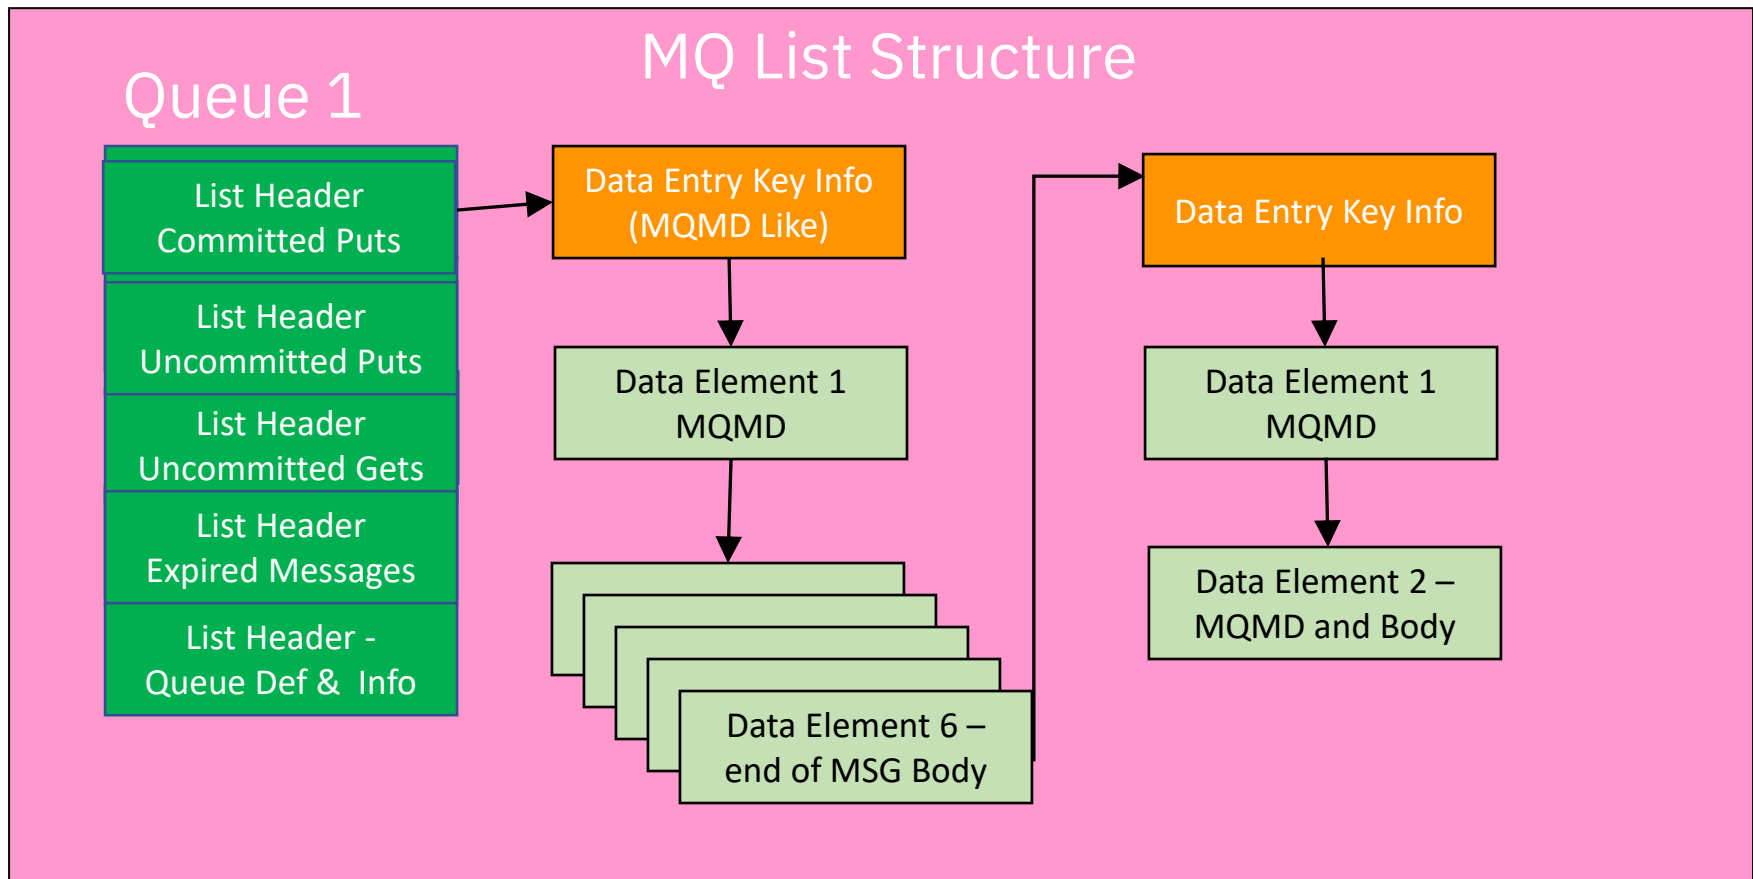 MQ List Structure
Queue 1
List Header
Committed Puts
List Header
Uncommitted Puts
List Header
Uncommitted Gets
List Header
Expired Messages
List Header -
Queue Def &  Info
Data Entry Key Info
(MQMD Like)
Data Element 1
MQMD
Data Element 6 –
end of MSG Body
Data Entry Key Info
Data Element 1
MQMD
Data Element 2 –
MQMD and Body